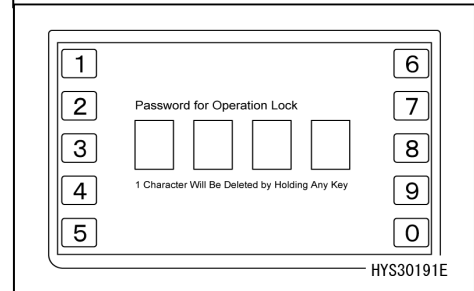 1 6
2 Password for Operation Lock 7
3 8
4 1 Character Will Be Deleted by Holding Any Key 9
5 0
HYS30191E